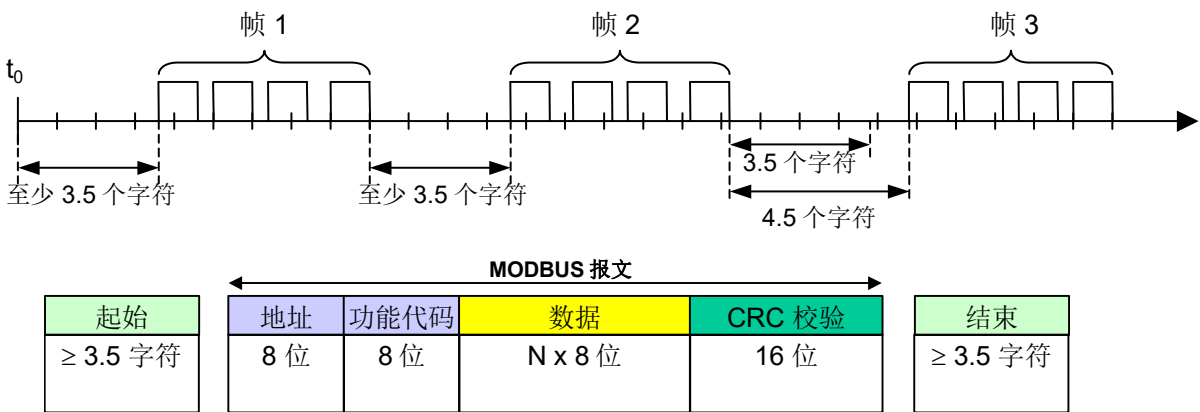 帧 1 帧 2 帧 3
t0
3.5 个字符
至少 3.5 个字符 至少 3.5 个字符
4.5 个字符
MODBUS 报文
起始 地址 功能代码 数据 CRC 校验 结束
≥ 3.5 字符 8 位 8 位 N x 8 位 16 位 ≥ 3.5 字符